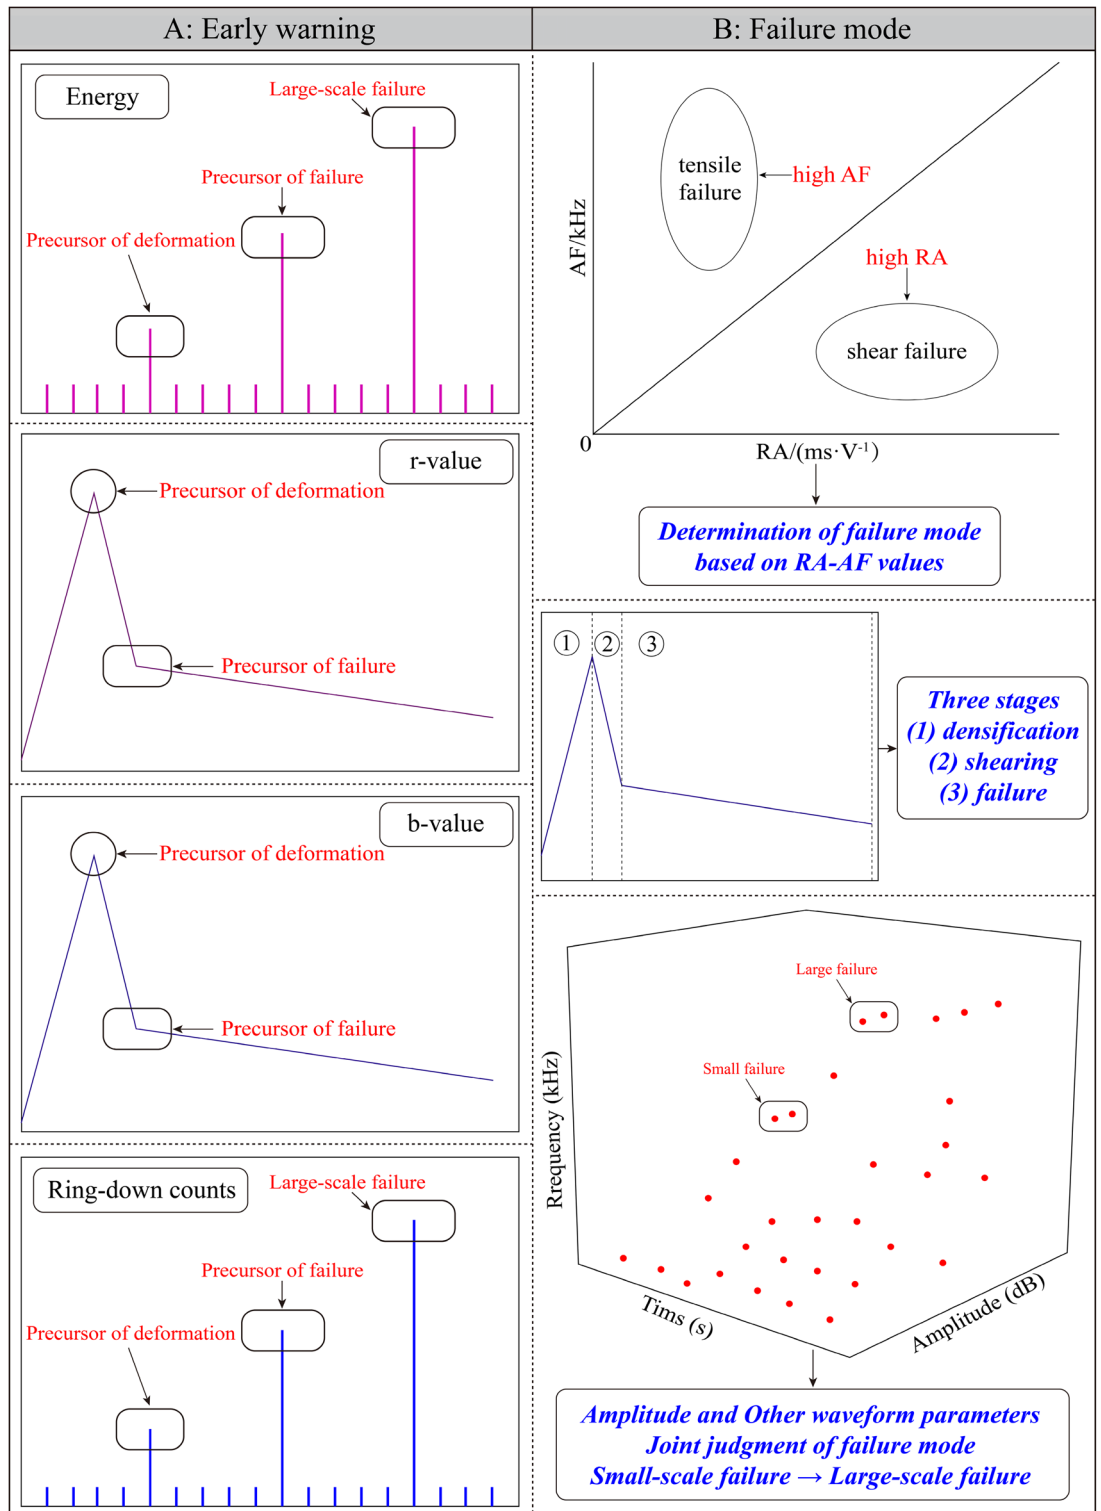 A: Early warning
Energy
Large-scale failure
Precursor of failure
Precursor of deformation
r-value
Precursor of deformation
Precursor of failure
b-value
Precursor of deformation
Precursor of failure
Ring-down counts
Large-scale failure
Precursor of failure
Precursor of deformation
B: Failure mode
AF/kHz
tensile
failure
high AF
high RA
shear failure
0
RA/(ms·V⁻¹)
Determination of failure mode
based on RA-AF values
①
②
③
Three stages
(1) densification
(2) shearing
(3) failure
Large failure
Small failure
Rrequency (kHz)
Tims (s)
Amplitude (dB)
Amplitude and Other waveform parameters
Joint judgment of failure mode
Small-scale failure → Large-scale failure